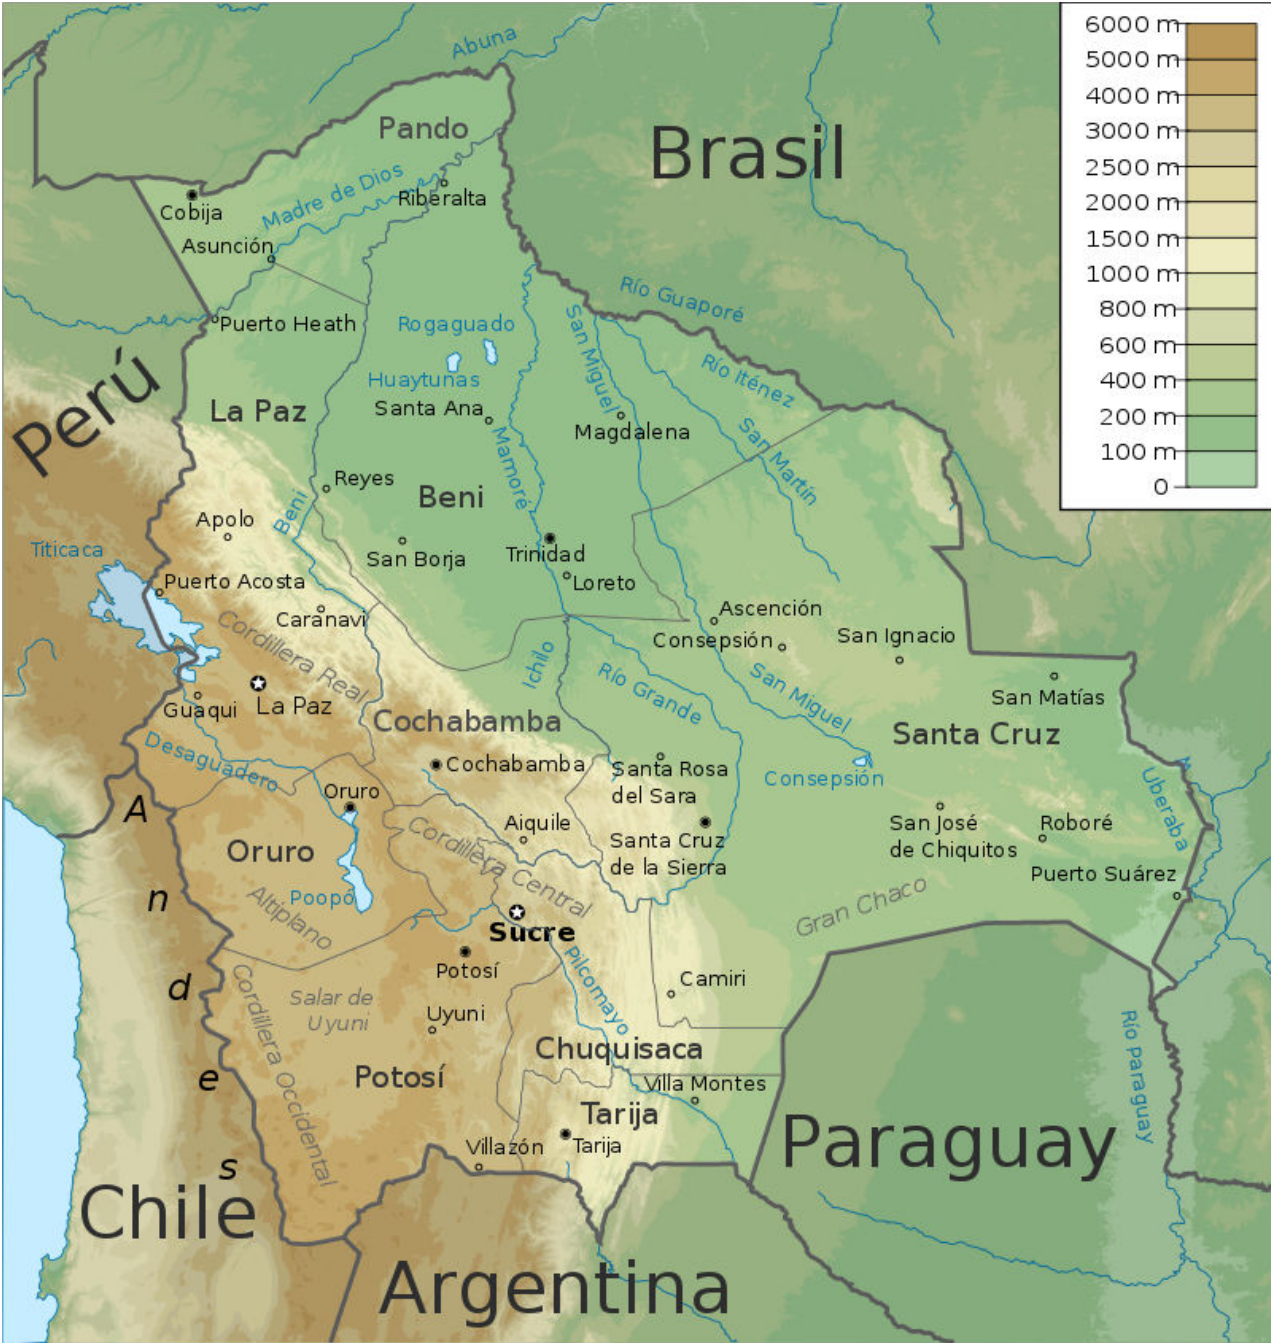 6000 m
5000 m
4000 m
3000 m
2500 m
2000 m
1500 m
1000 m
800 m
600 m
400 m
200 m
100 m
0
Abuna
Pando
Brasil
Madre de Dios
Riberalta
Cobija
Asunción
Puerto Heath
Río Guaporé
Rogaguado
San Miguel
Huaytunas
Río Iténez
Perú
La Paz
Santa Ana
Magdalena
San Martín
Mamoré
Reyes
Beni
Beni
Apolo
San Borja
Trinidad
Loreto
Titicaca
Puerto Acosta
Caranavi
Cordillera Real
Ascención
Consepsión
San Ignacio
San Matías
Ichilo
Río Grande
San Miguel
Guaqui
La Paz
Cochabamba
Santa Cruz
Desaguadero
Cochabamba
Santa Rosa
del Sara
Consepsión
Uberaba
Oruro
Aiquile
Santa Cruz
de la Sierra
San José
de Chiquitos
Roboré
Puerto Suárez
Oruro
Cordillera Central
Poopó
Altiplano
Gran Chaco
Sucre
Potosí
Pilcomayo
Camiri
Salar de
Uyuni
Uyuni
Cordillera Occidental
Chuquisaca
Río Paraguay
Potosí
Villa Montes
Tarija
Tarija
Villazón
Paraguay
A
n
d
e
s
Chile
Argentina